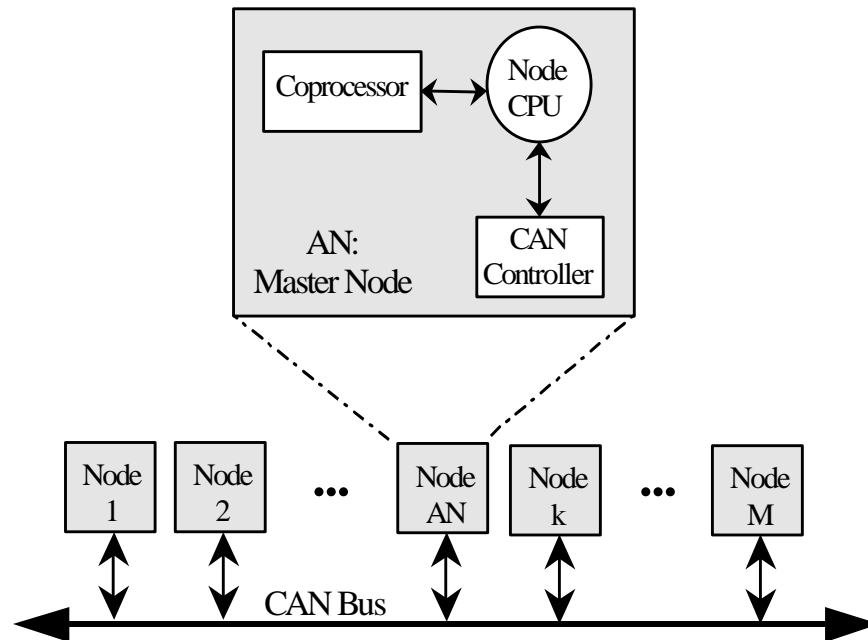 Coprocessor
Node
CPU
AN:
Master Node
CAN
Controller
Node
1
Node
2
•••
Node
AN
Node
k
•••
Node
M
CAN Bus